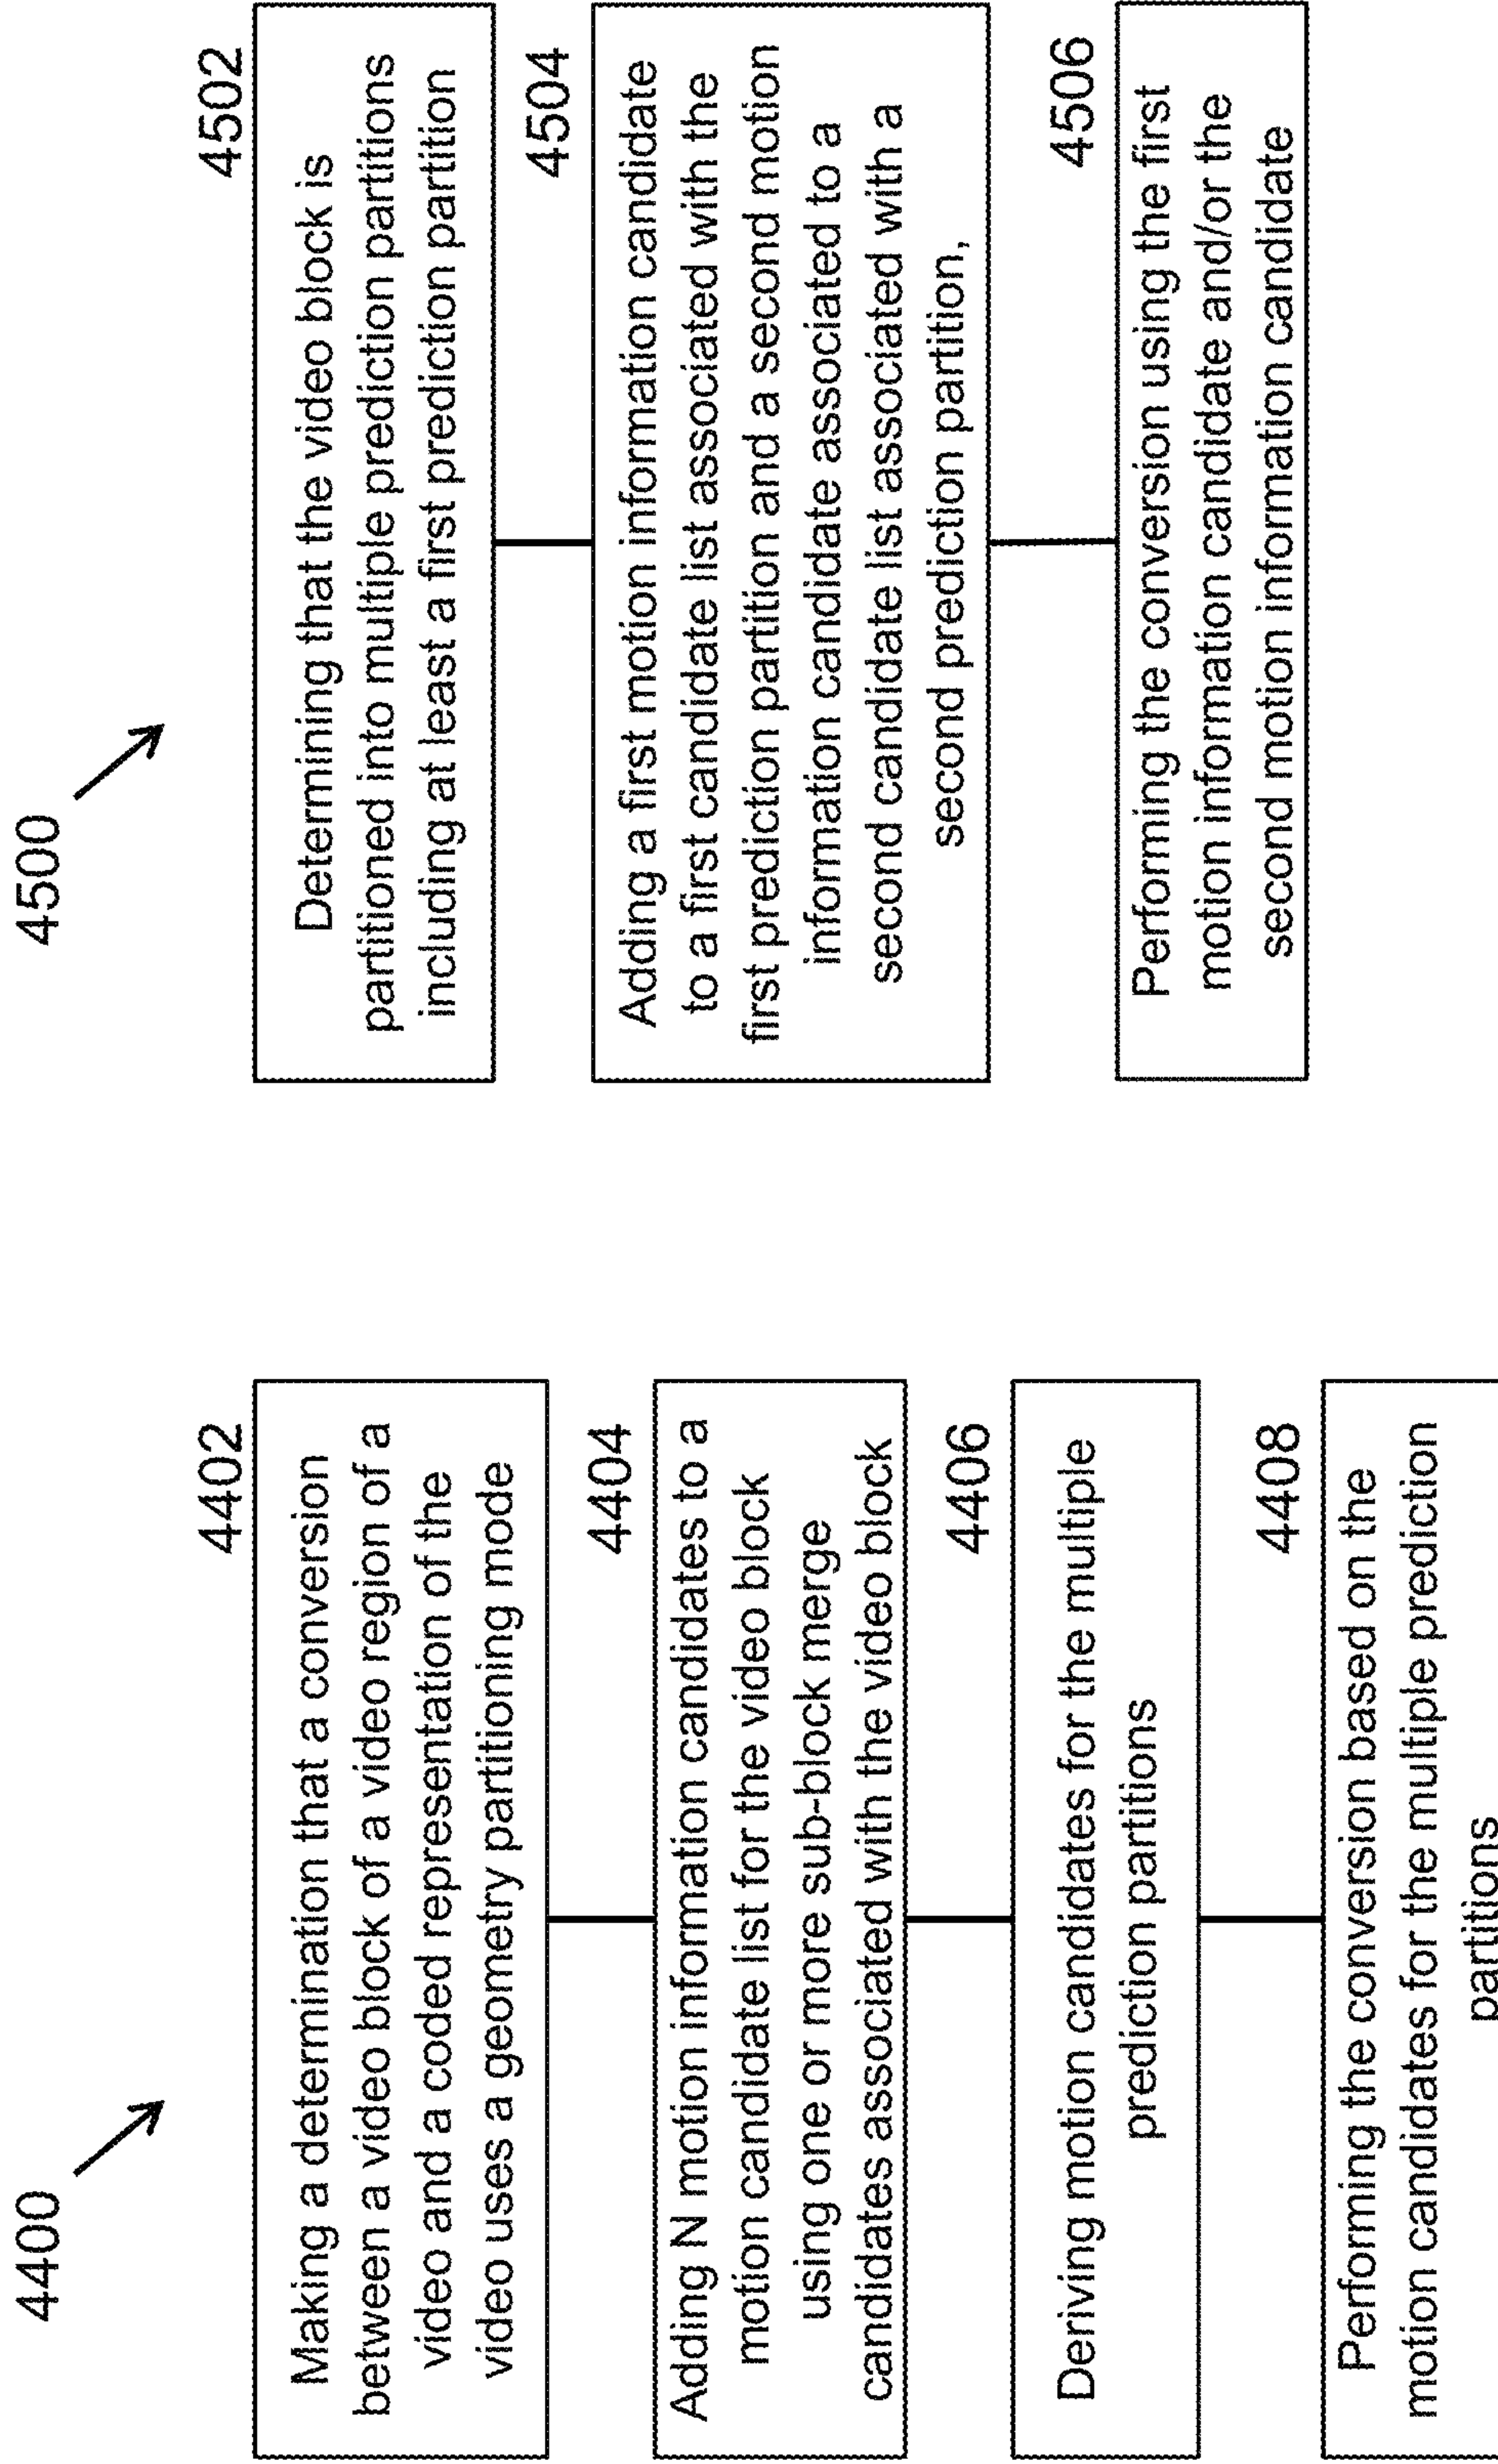 4400
4402
Making a determination that a conversion
between a video block of a video region of a
video and a coded representation of the
video uses a geometry partitioning mode
4404
Adding N motion information candidates to a
motion candidate list for the video block
using one or more sub-block merge
candidates associated with the video block
4406
Deriving motion candidates for the multiple
prediction partitions
4408
Performing the conversion based on the
motion candidates for the multiple prediction
partitions
4500
4502
Determining that the video block is
partitioned into multiple prediction partitions
including at least a first prediction partition
4504
Adding a first motion information candidate
to a first candidate list associated with the
first prediction partition and a second motion
information candidate associated to a
second candidate list associated with a
second prediction partition,
4506
Performing the conversion using the first
motion information candidate and/or the
second motion information candidate